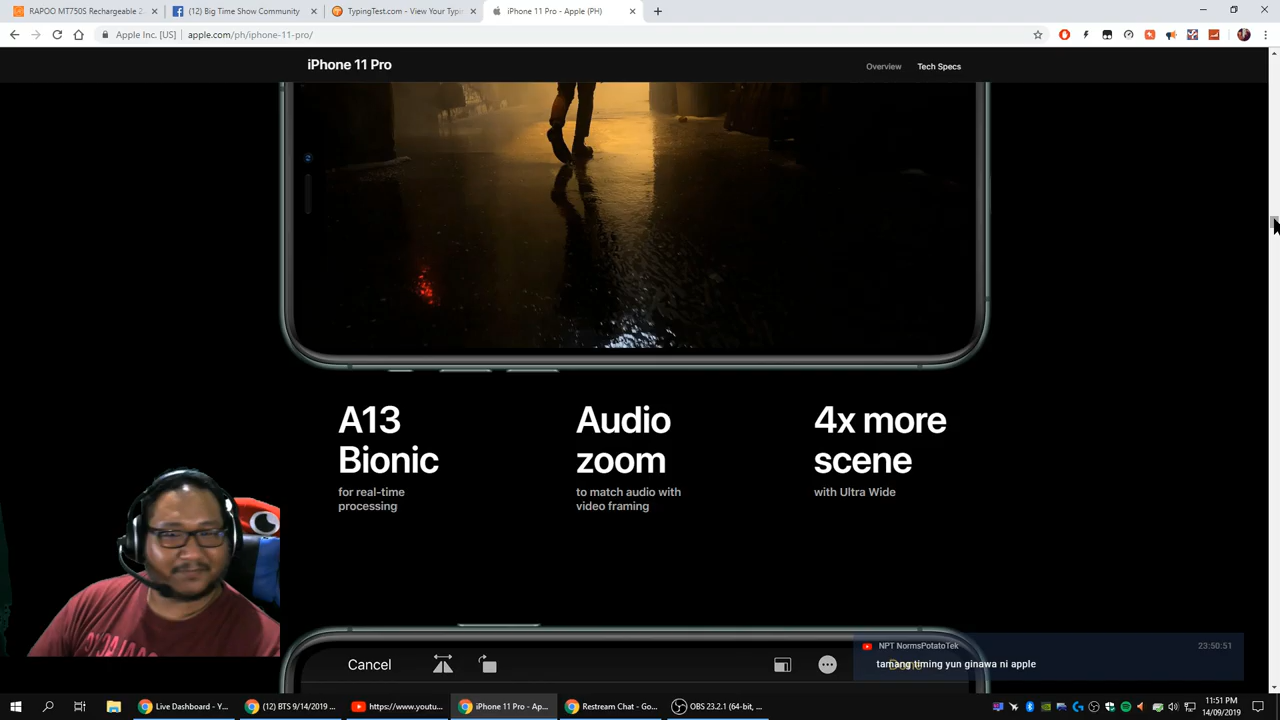 RAPOO MT750S Rechargeable 2
(12) Big Time Show Community
TypingTest.com - View Your Typ
iPhone 11 Pro - Apple (PH)
Apple Inc. [US] | apple.com/ph/iphone-11-pro/
iPhone 11 Pro
Overview
Tech Specs
A13
Bionic
for real-time
processing
Audio
zoom
to match audio with
video framing
4x more
scene
with Ultra Wide
Cancel
NPT NormsPotatoTek
23:50:51
tamang timing yun ginawa ni apple
Live Dashboard - Y...
(12) BTS 9/14/2019 ...
https://www.youtu...
iPhone 11 Pro - Ap...
Restream Chat - Go...
OBS 23.2.1 (64-bit, ...
11:51 PM
14/09/2019